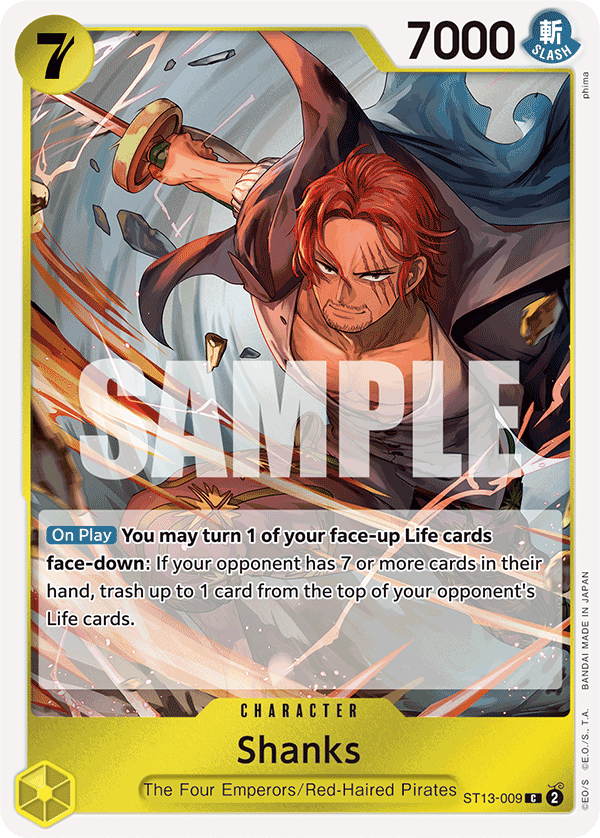 7
7000
斬
SLASH
phima
SAMPLE
On Play You may turn 1 of your face-up Life cards
face-down: If your opponent has 7 or more cards in their
hand, trash up to 1 card from the top of your opponent's
Life cards.
CHARACTER
Shanks
The Four Emperors/Red-Haired Pirates
ST13-009 C 2
©EO/S ©E.O./S., T.A. BANDAI MADE IN JAPAN